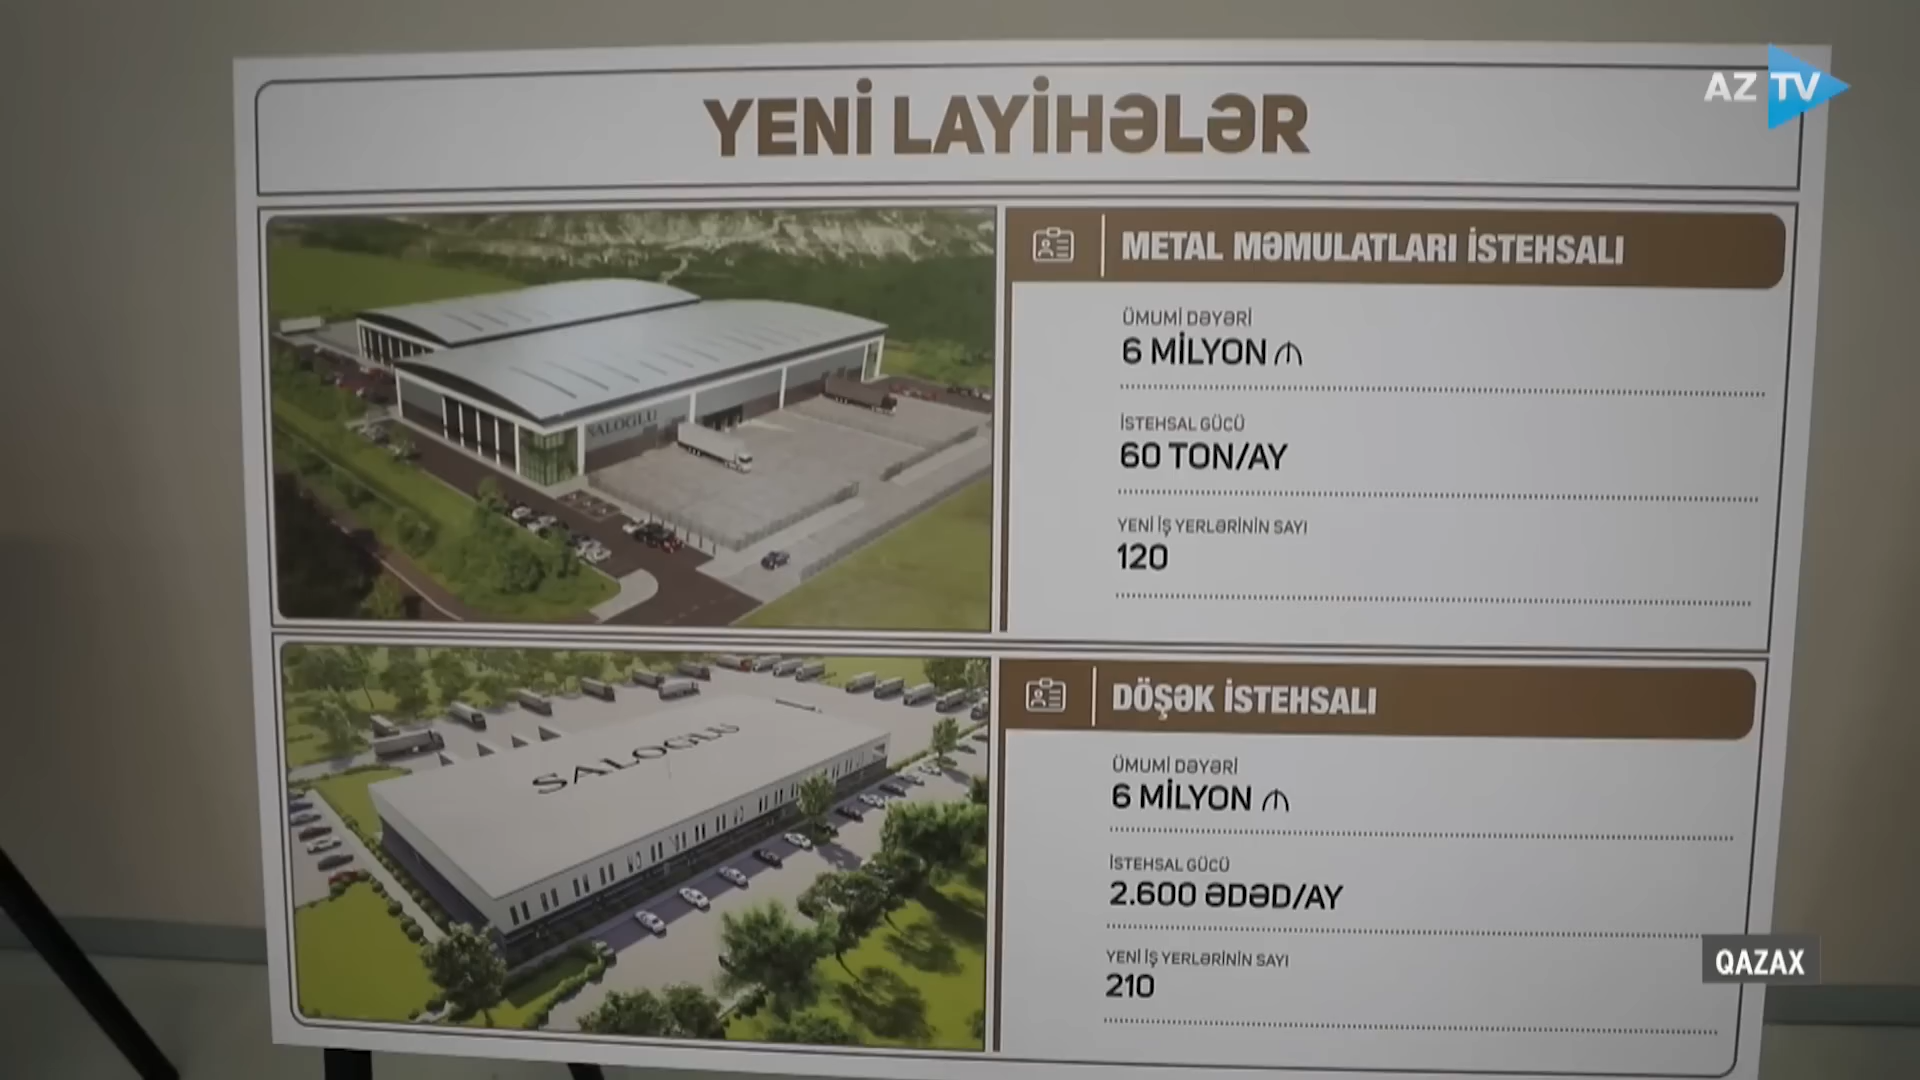 AZTV
YENİ LAYİHƏLƏR
SALOGLU
METAL MƏMULATLARI İSTEHSALI
ÜMUMİ DƏYƏRİ
6 MİLYON ₼
İSTEHSAL GÜCÜ
60 TON/AY
YENİ İŞ YERLƏRİNİN SAYI
120
SALOGLU
DÖŞƏK İSTEHSALI
ÜMUMİ DƏYƏRİ
6 MİLYON ₼
İSTEHSAL GÜCÜ
2.600 ƏDƏD/AY
YENİ İŞ YERLƏRİNİN SAYI
210
QAZAX